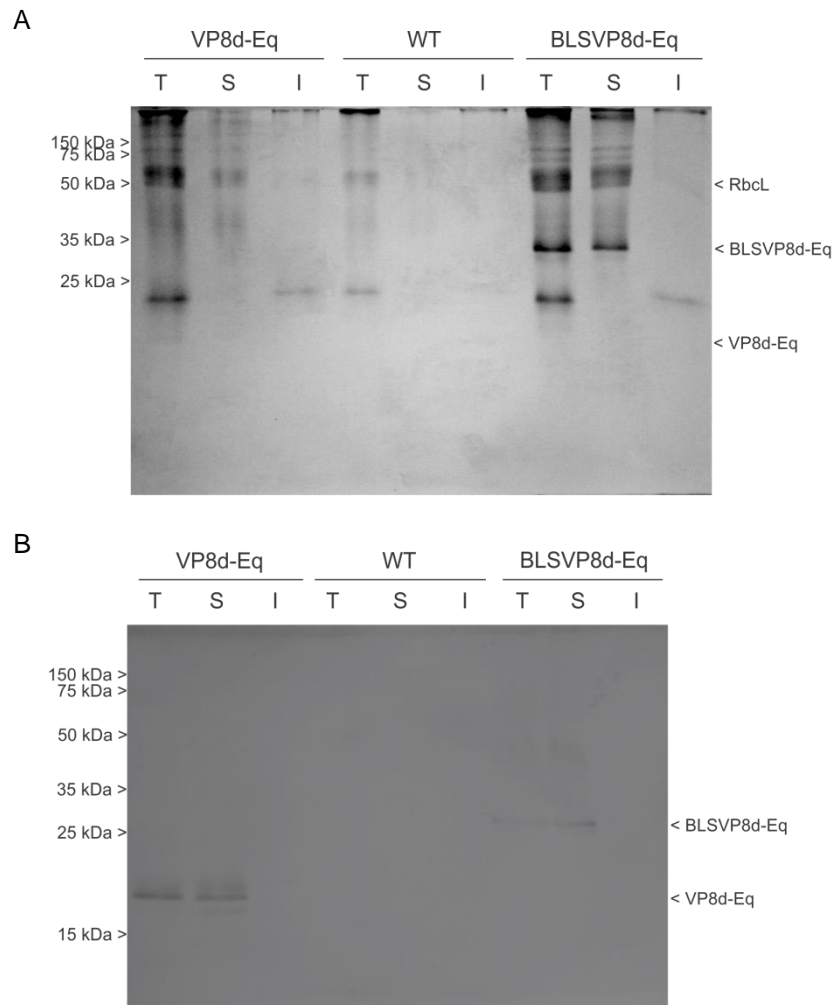 A
VP8d-Eq WT BLSVP8d-Eq
T S I T S I T S I
150 kDa >
75 kDa >
50 kDa >
< RbcL
35 kDa >
< BLSVP8d-Eq
25 kDa >
< VP8d-Eq
B
VP8d-Eq WT BLSVP8d-Eq
T S I T S I T S I
150 kDa >
75 kDa >
50 kDa >
35 kDa >
25 kDa >
< BLSVP8d-Eq
< VP8d-Eq
15 kDa >